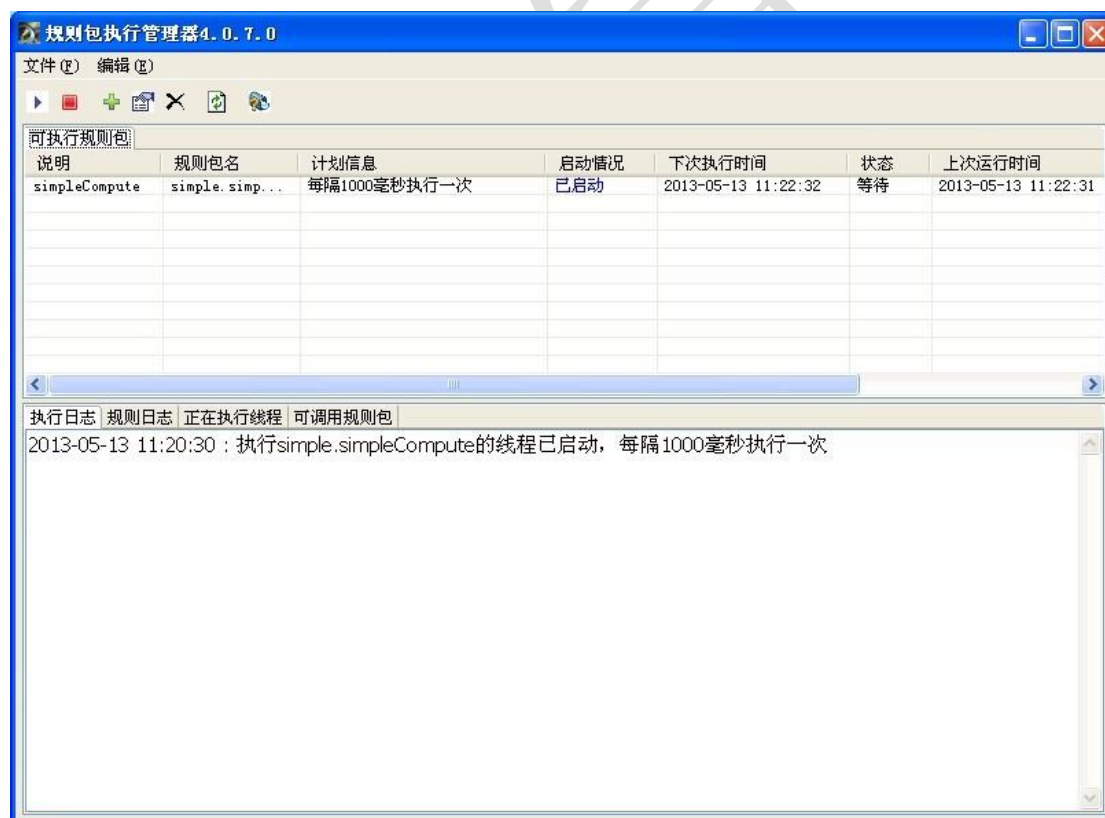 规则包执行管理器4.0.7.0
文件(F) 编辑(E)
可执行规则包
说明 规则包名 计划信息 启动情况 下次执行时间 状态 上次运行时间
simpleCompute simple.simp... 每隔1000毫秒执行一次 已启动 2013-05-13 11:22:32 等待 2013-05-13 11:22:31
执行日志 规则日志 正在执行线程 可调用规则包
2013-05-13 11:20:30 : 执行simple.simpleCompute的线程已启动，每隔1000毫秒执行一次